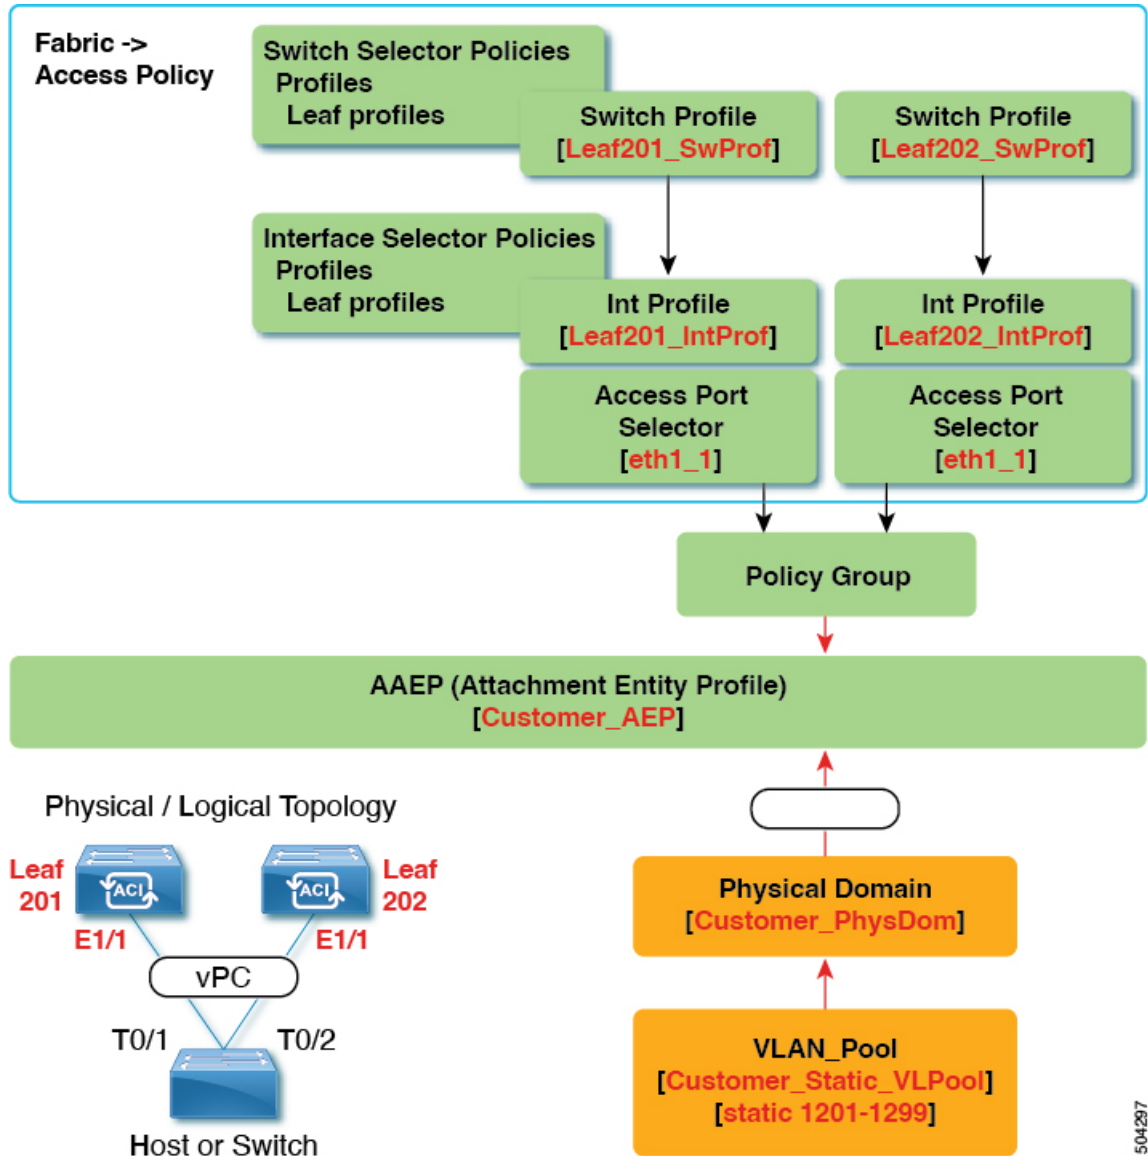 Fabric ->
Access Policy
Switch Selector Policies
Profiles
Leaf profiles
Switch Profile
[Leaf201_SwProf]
Switch Profile
[Leaf202_SwProf]
Interface Selector Policies
Profiles
Leaf profiles
Int Profile
[Leaf201_IntProf]
Int Profile
[Leaf202_IntProf]
Access Port
Selector
[eth1_1]
Access Port
Selector
[eth1_1]
Policy Group
AAEP (Attachment Entity Profile)
[Customer_AEP]
Physical / Logical Topology
Leaf
201
ACI
ACI
Leaf
202
E1/1
E1/1
vPC
T0/1
T0/2
Host or Switch
Physical Domain
[Customer_PhysDom]
VLAN_Pool
[Customer_Static_VLPool]
[static 1201-1299]
504297